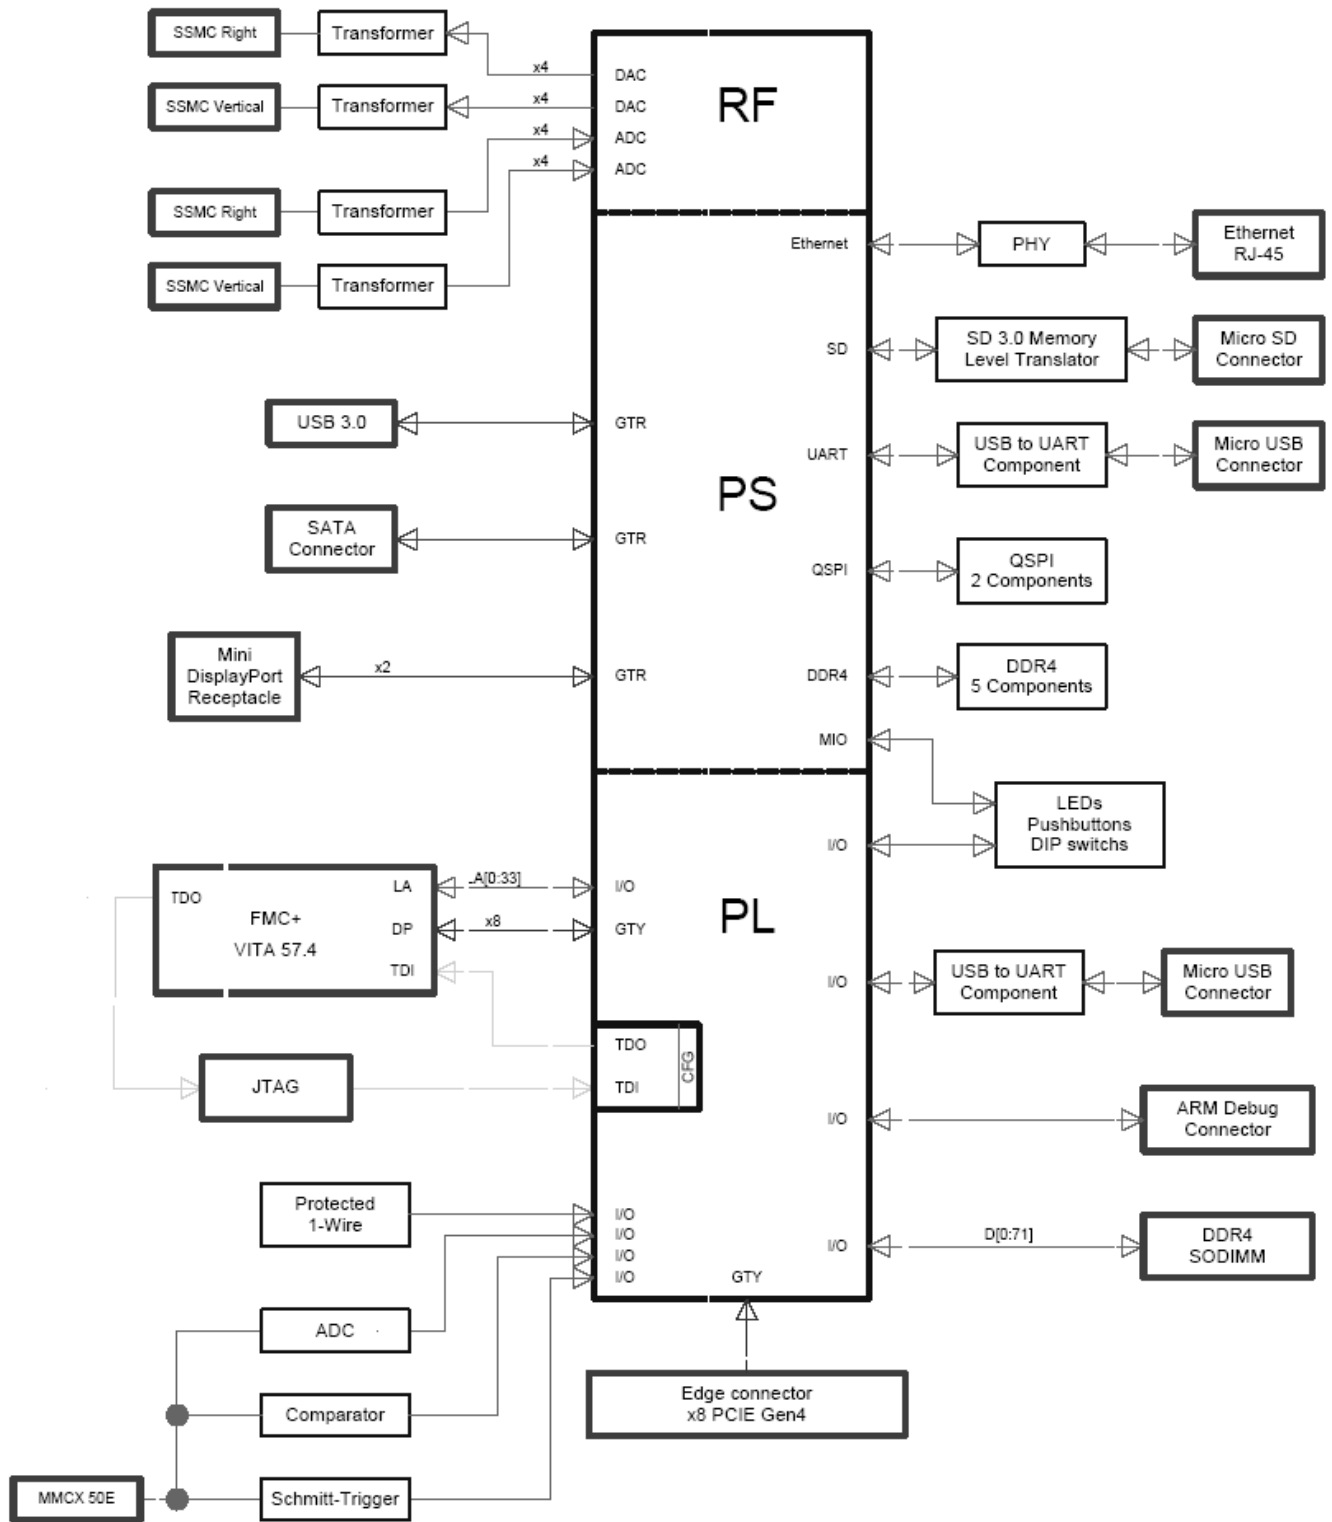 SSMC Right
Transformer
x4
DAC
SSMC Vertical
Transformer
x4
DAC
x4
ADC
x4
ADC
RF
SSMC Right
Transformer
SSMC Vertical
Transformer
Ethernet
PHY
Ethernet
RJ-45
SD
SD 3.0 Memory
Level Translator
Micro SD
Connector
USB 3.0
GTR
UART
USB to UART
Component
Micro USB
Connector
PS
SATA
Connector
GTR
QSPI
QSPI
2 Components
Mini
DisplayPort
Receptacle
x2
GTR
DDR4
DDR4
5 Components
MIO
LEDs
Pushbuttons
DIP switchs
I/O
TDO
FMC+
VITA 57.4
LA
DP
TDI
A[0:33]
x8
I/O
GTY
PL
I/O
USB to UART
Component
Micro USB
Connector
TDO
TDI
CFG
JTAG
I/O
ARM Debug
Connector
Protected
1-Wire
I/O
I/O
I/O
I/O
I/O
D[0:71]
DDR4
SODIMM
GTY
ADC
Comparator
Edge connector
x8 PCIE Gen4
MMCX 50E
Schmitt-Trigger